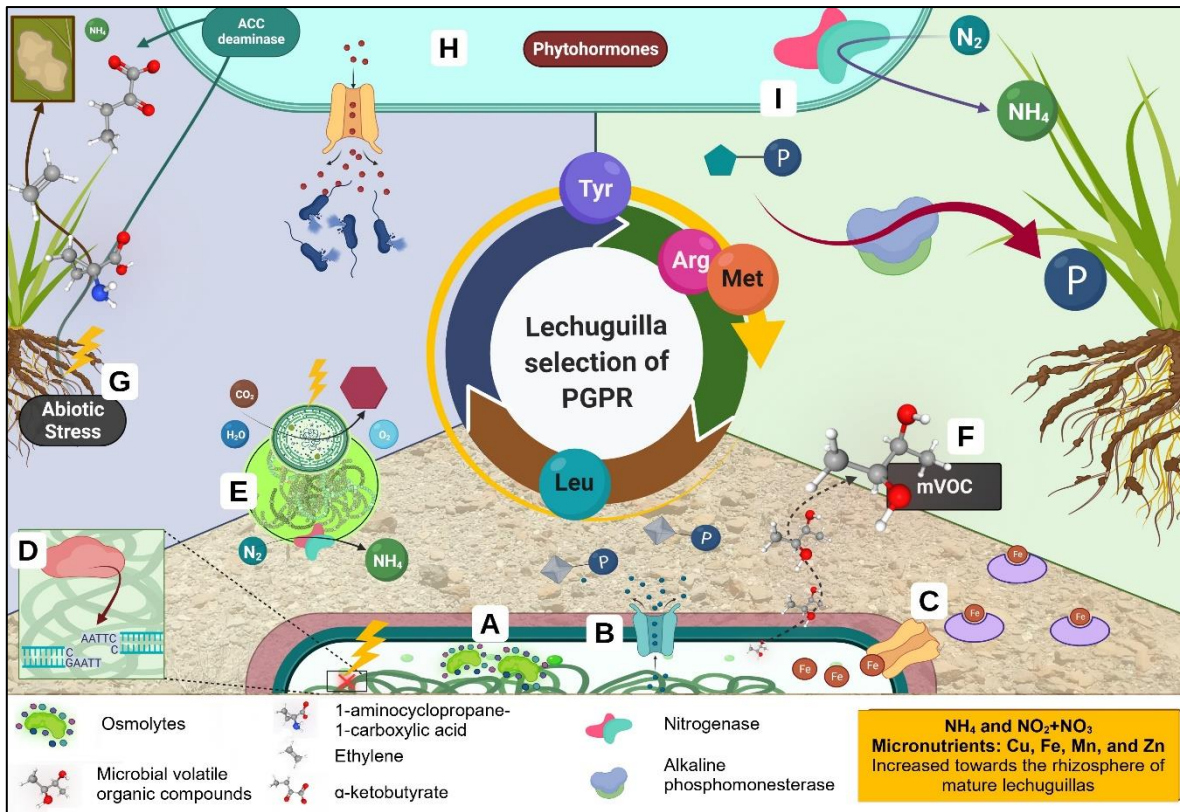 ACC
deaminase
NH₄
H
Phytohormones
N₂
I
NH₄
P
P
Tyr
Arg
Met
Leu
Lechuguilla
selection of
PGPR
G
Abiotic
Stress
CO₂
H₂O
O₂
E
N₂
NH₄
F
mVOC
D
AATTC
C
C
GAATT
P
P
A
B
C
Fe
Fe
Fe
Fe
Fe
Fe
Osmolytes
Microbial volatile
organic compounds
1-aminocyclopropane-
1-carboxylic acid
Ethylene
α-ketobutyrate
Nitrogenase
Alkaline
phosphomonesterase
NH₄ and NO₂+NO₃
Micronutrients: Cu, Fe, Mn, and Zn
Increased towards the rhizosphere of
mature lechuguillas